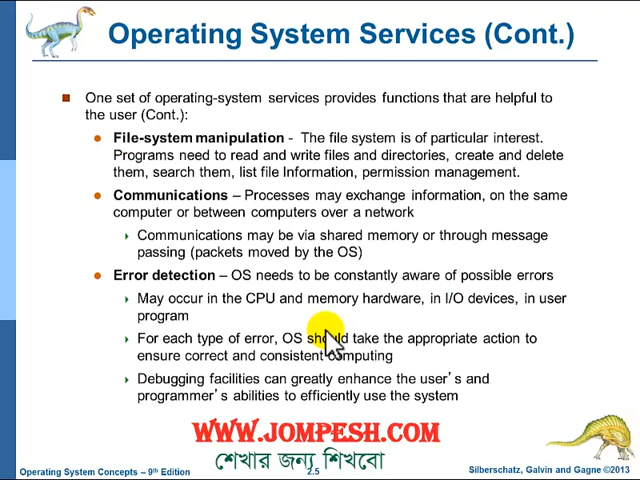 Operating System Services (Cont.)
One set of operating-system services provides functions that are helpful to
the user (Cont.):
File-system manipulation - The file system is of particular interest.
Programs need to read and write files and directories, create and delete
them, search them, list file Information, permission management.
Communications – Processes may exchange information, on the same
computer or between computers over a network
Communications may be via shared memory or through message
passing (packets moved by the OS)
Error detection – OS needs to be constantly aware of possible errors
May occur in the CPU and memory hardware, in I/O devices, in user
program
For each type of error, OS should take the appropriate action to
ensure correct and consistent computing
Debugging facilities can greatly enhance the user's and
programmer's abilities to efficiently use the system
WWW.JOMPESH.COM
শেখার জন্য শিখবো
Operating System Concepts – 9th Edition
2.5
Silberschatz, Galvin and Gagne ©2013